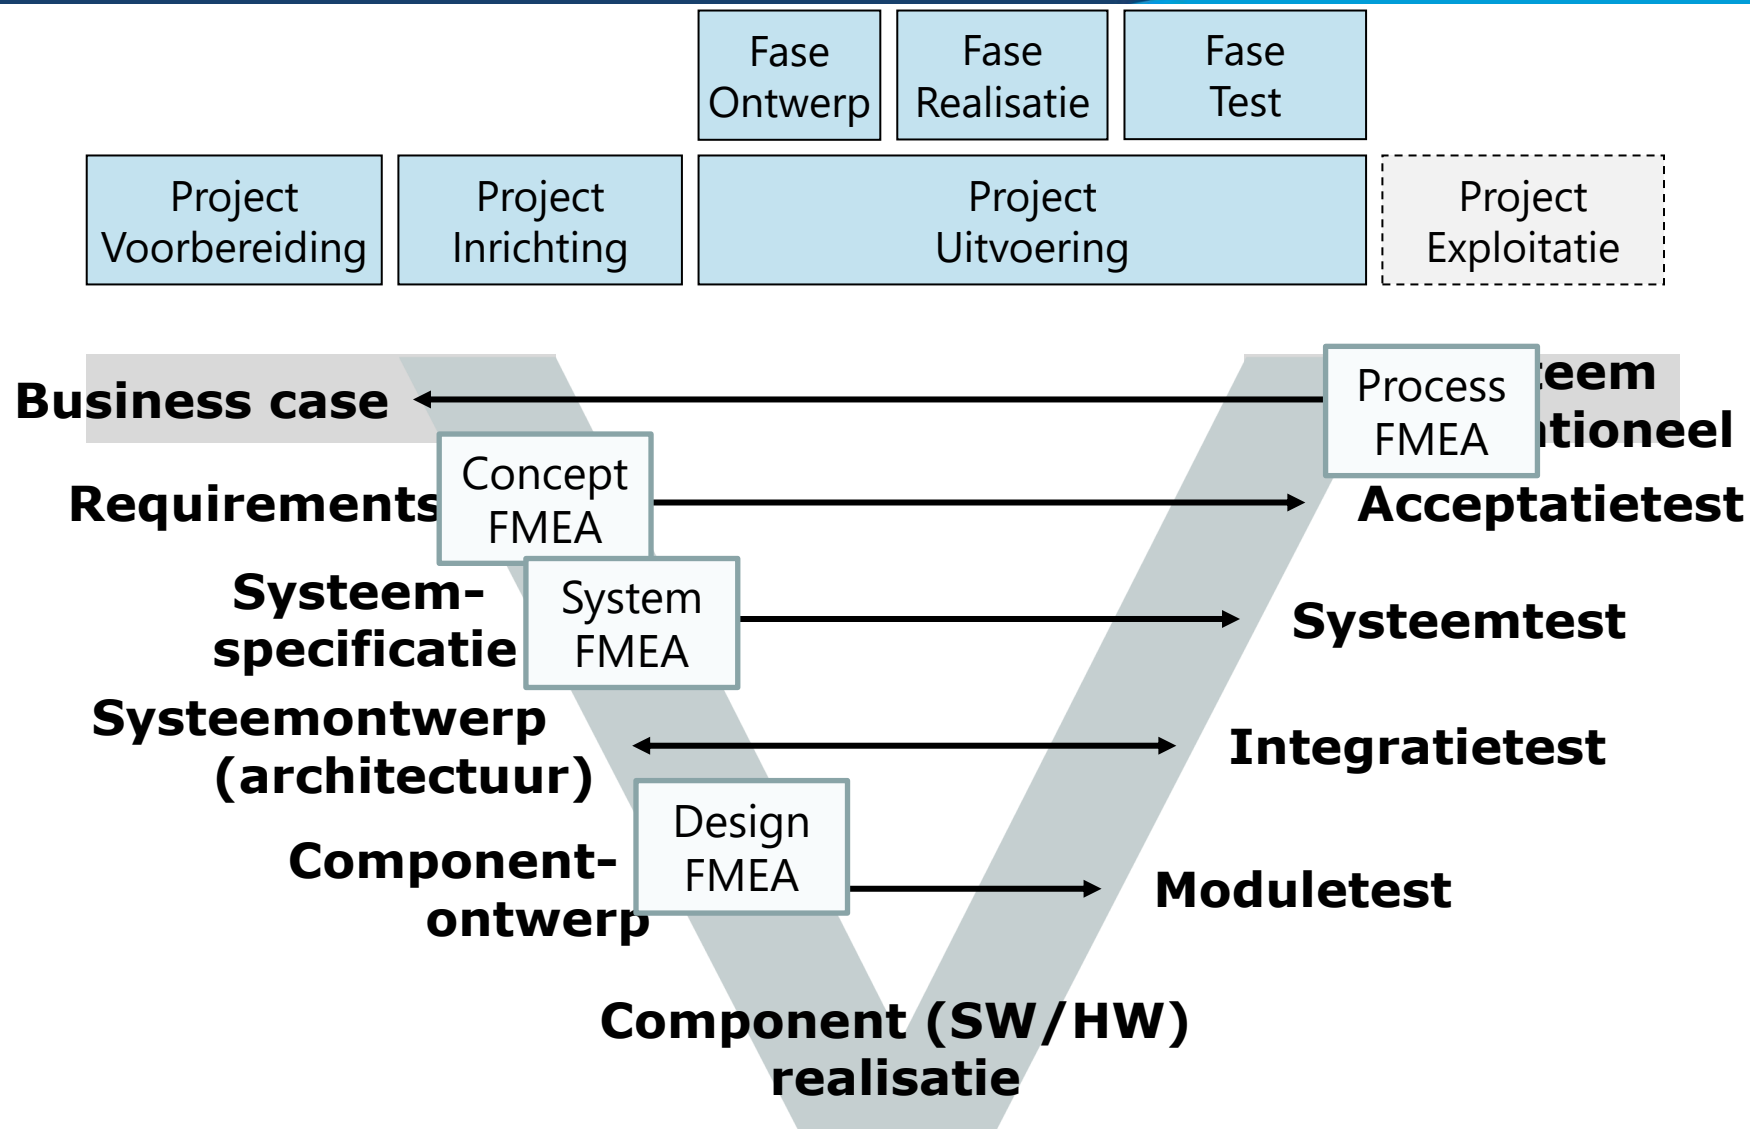 Fase
Ontwerp
Fase
Realisatie
Fase
Test
Project
Voorbereiding
Project
Inrichting
Project
Uitvoering
Project
Exploitatie
Business case
Process
FMEA
Concept
FMEA
Requirements
Acceptatietest
Systeem-
specificatie
System
FMEA
Systeemtest
Systeemontwerp
(architectuur)
Integratietest
Design
FMEA
Component-
ontwerp
Moduletest
Component (SW/HW)
realisatie